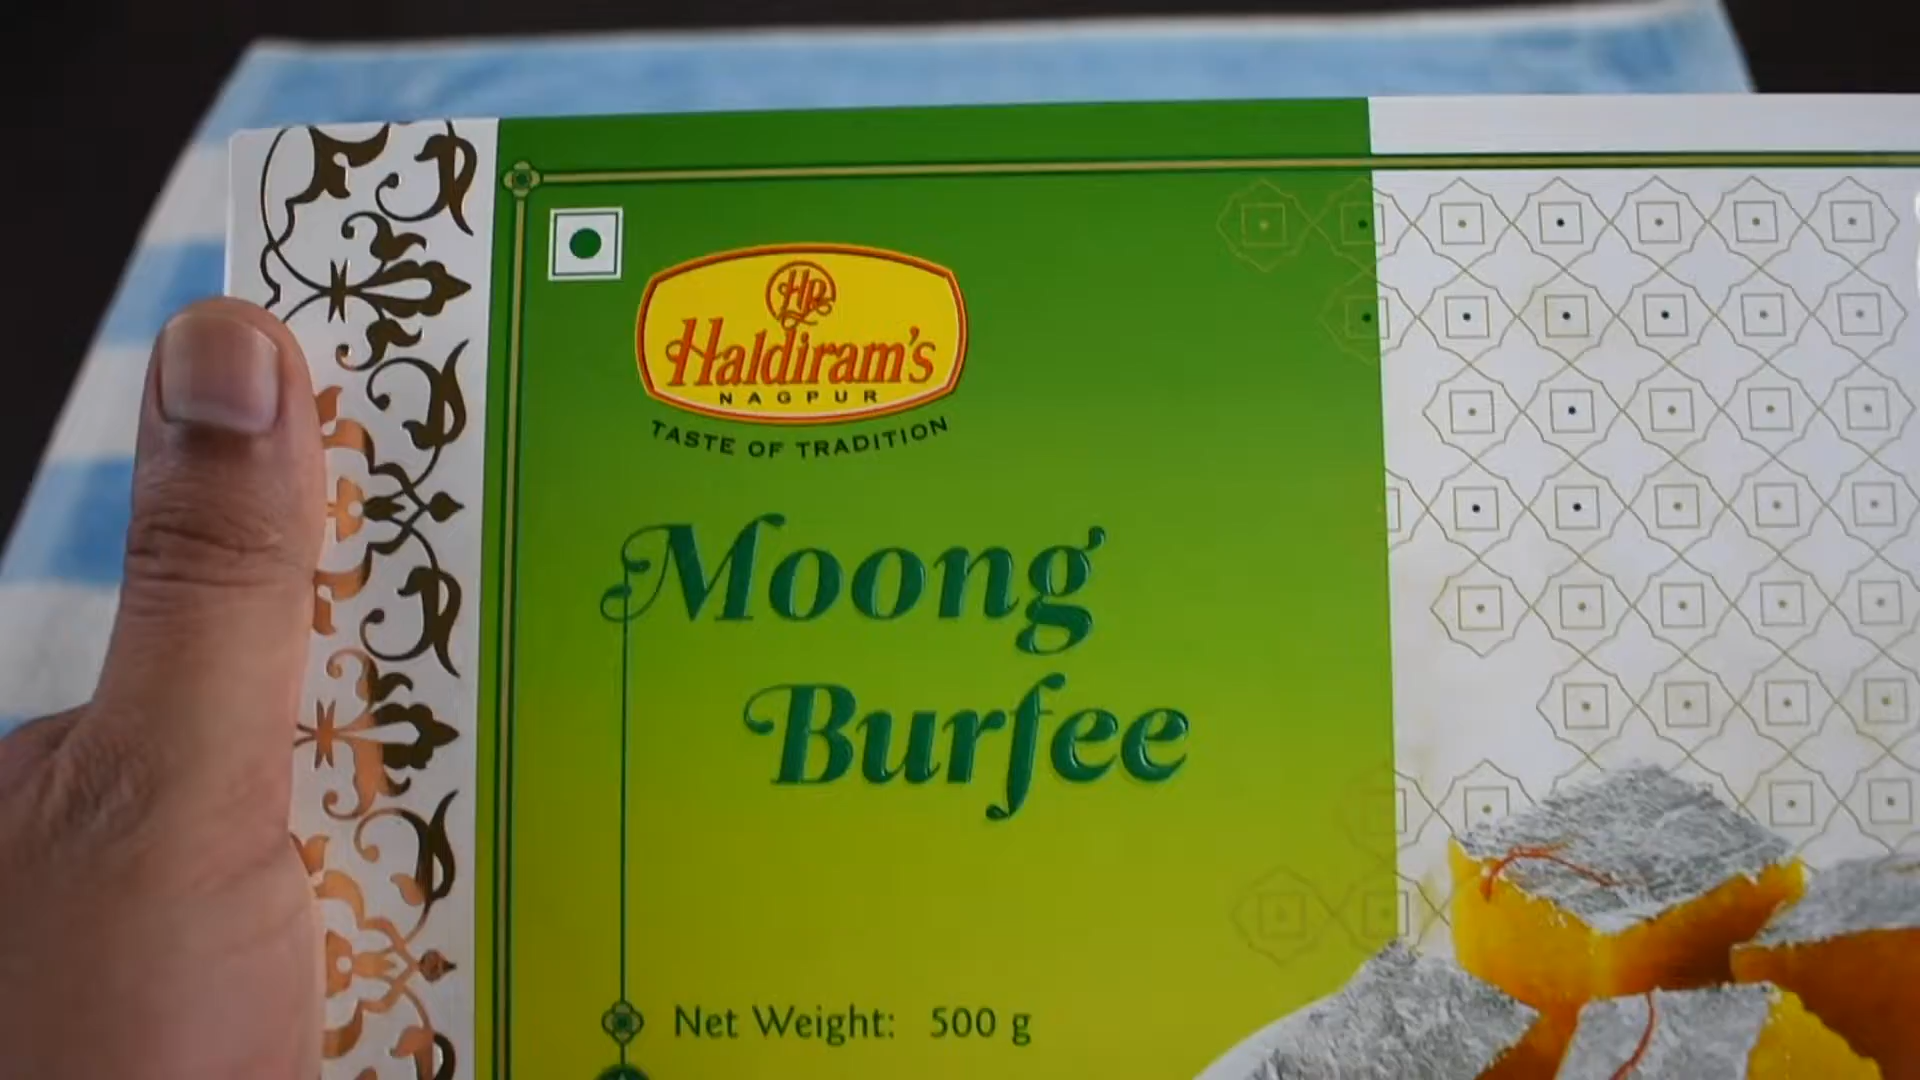 HR
Haldiram's
NAGPUR
TASTE OF TRADITION
Moong
Burfee
Net Weight: 500 g